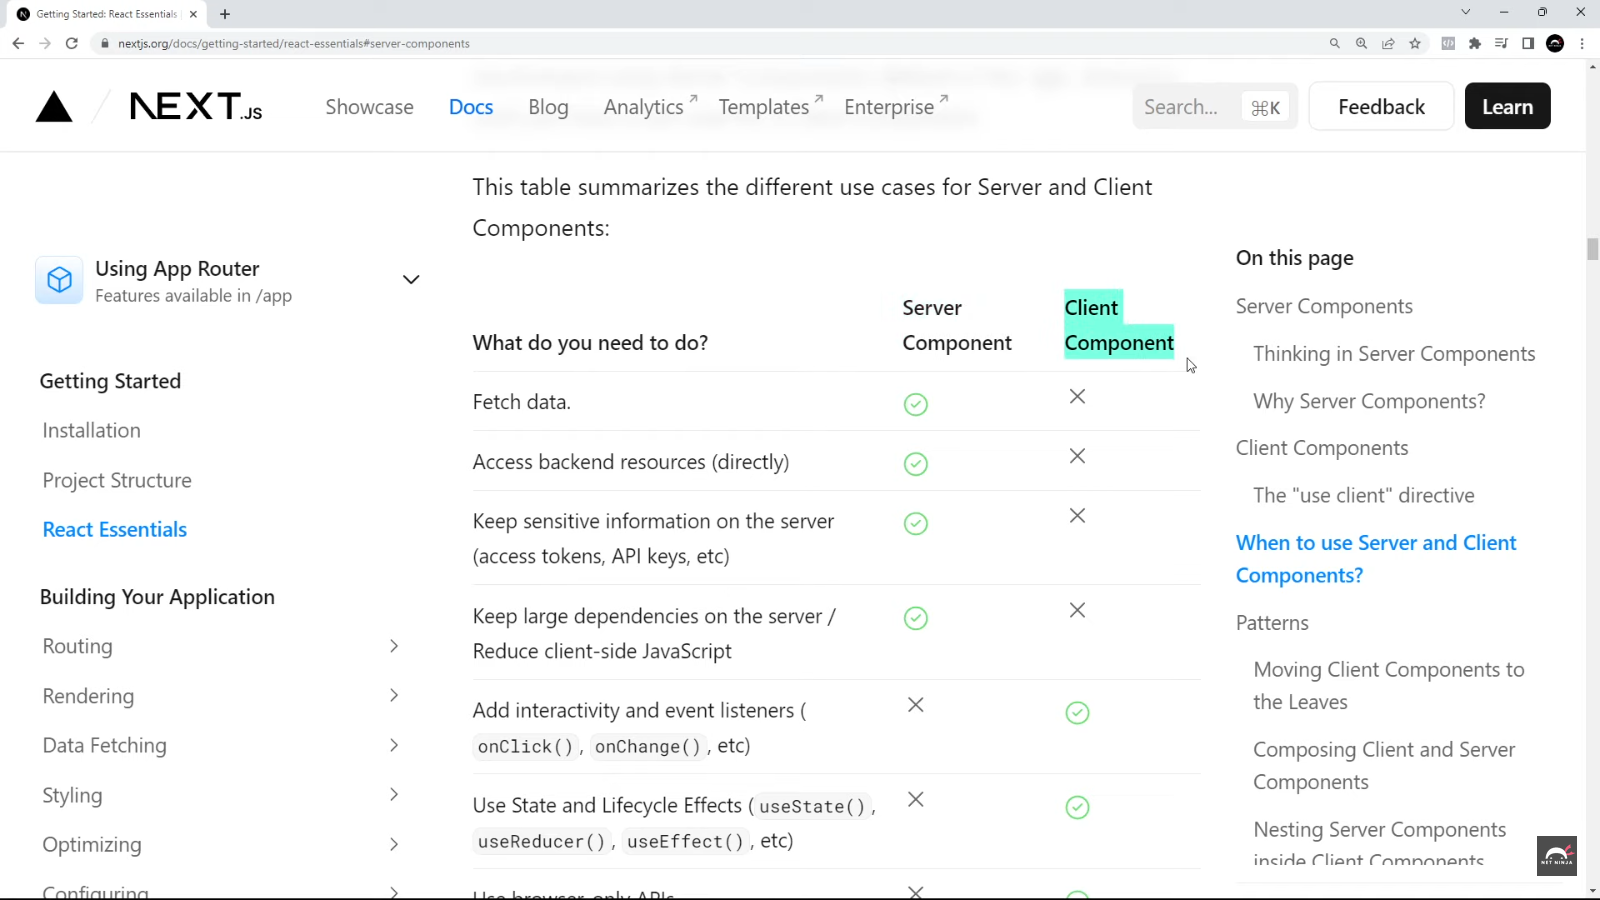 Getting Started: React Essentials
nextjs.org/docs/getting-started/react-essentials#server-components
NEXT.JS
Showcase
Docs
Blog
Analytics
Templates
Enterprise
Search...
⌘K
Feedback
Learn
Using App Router
Features available in /app
Getting Started
Installation
Project Structure
React Essentials
Building Your Application
Routing
Rendering
Data Fetching
Styling
Optimizing
Configuring
This table summarizes the different use cases for Server and Client
Components:
What do you need to do?
Server
Component
Client
Component
Fetch data.
Access backend resources (directly)
Keep sensitive information on the server
(access tokens, API keys, etc)
Keep large dependencies on the server /
Reduce client-side JavaScript
Add interactivity and event listeners (
onClick(), onChange(), etc)
Use State and Lifecycle Effects (useState(),
useReducer(), useEffect(), etc)
Use browser-only APIs
On this page
Server Components
Thinking in Server Components
Why Server Components?
Client Components
The "use client" directive
When to use Server and Client
Components?
Patterns
Moving Client Components to
the Leaves
Composing Client and Server
Components
Nesting Server Components
inside Client Components
NET NINJA